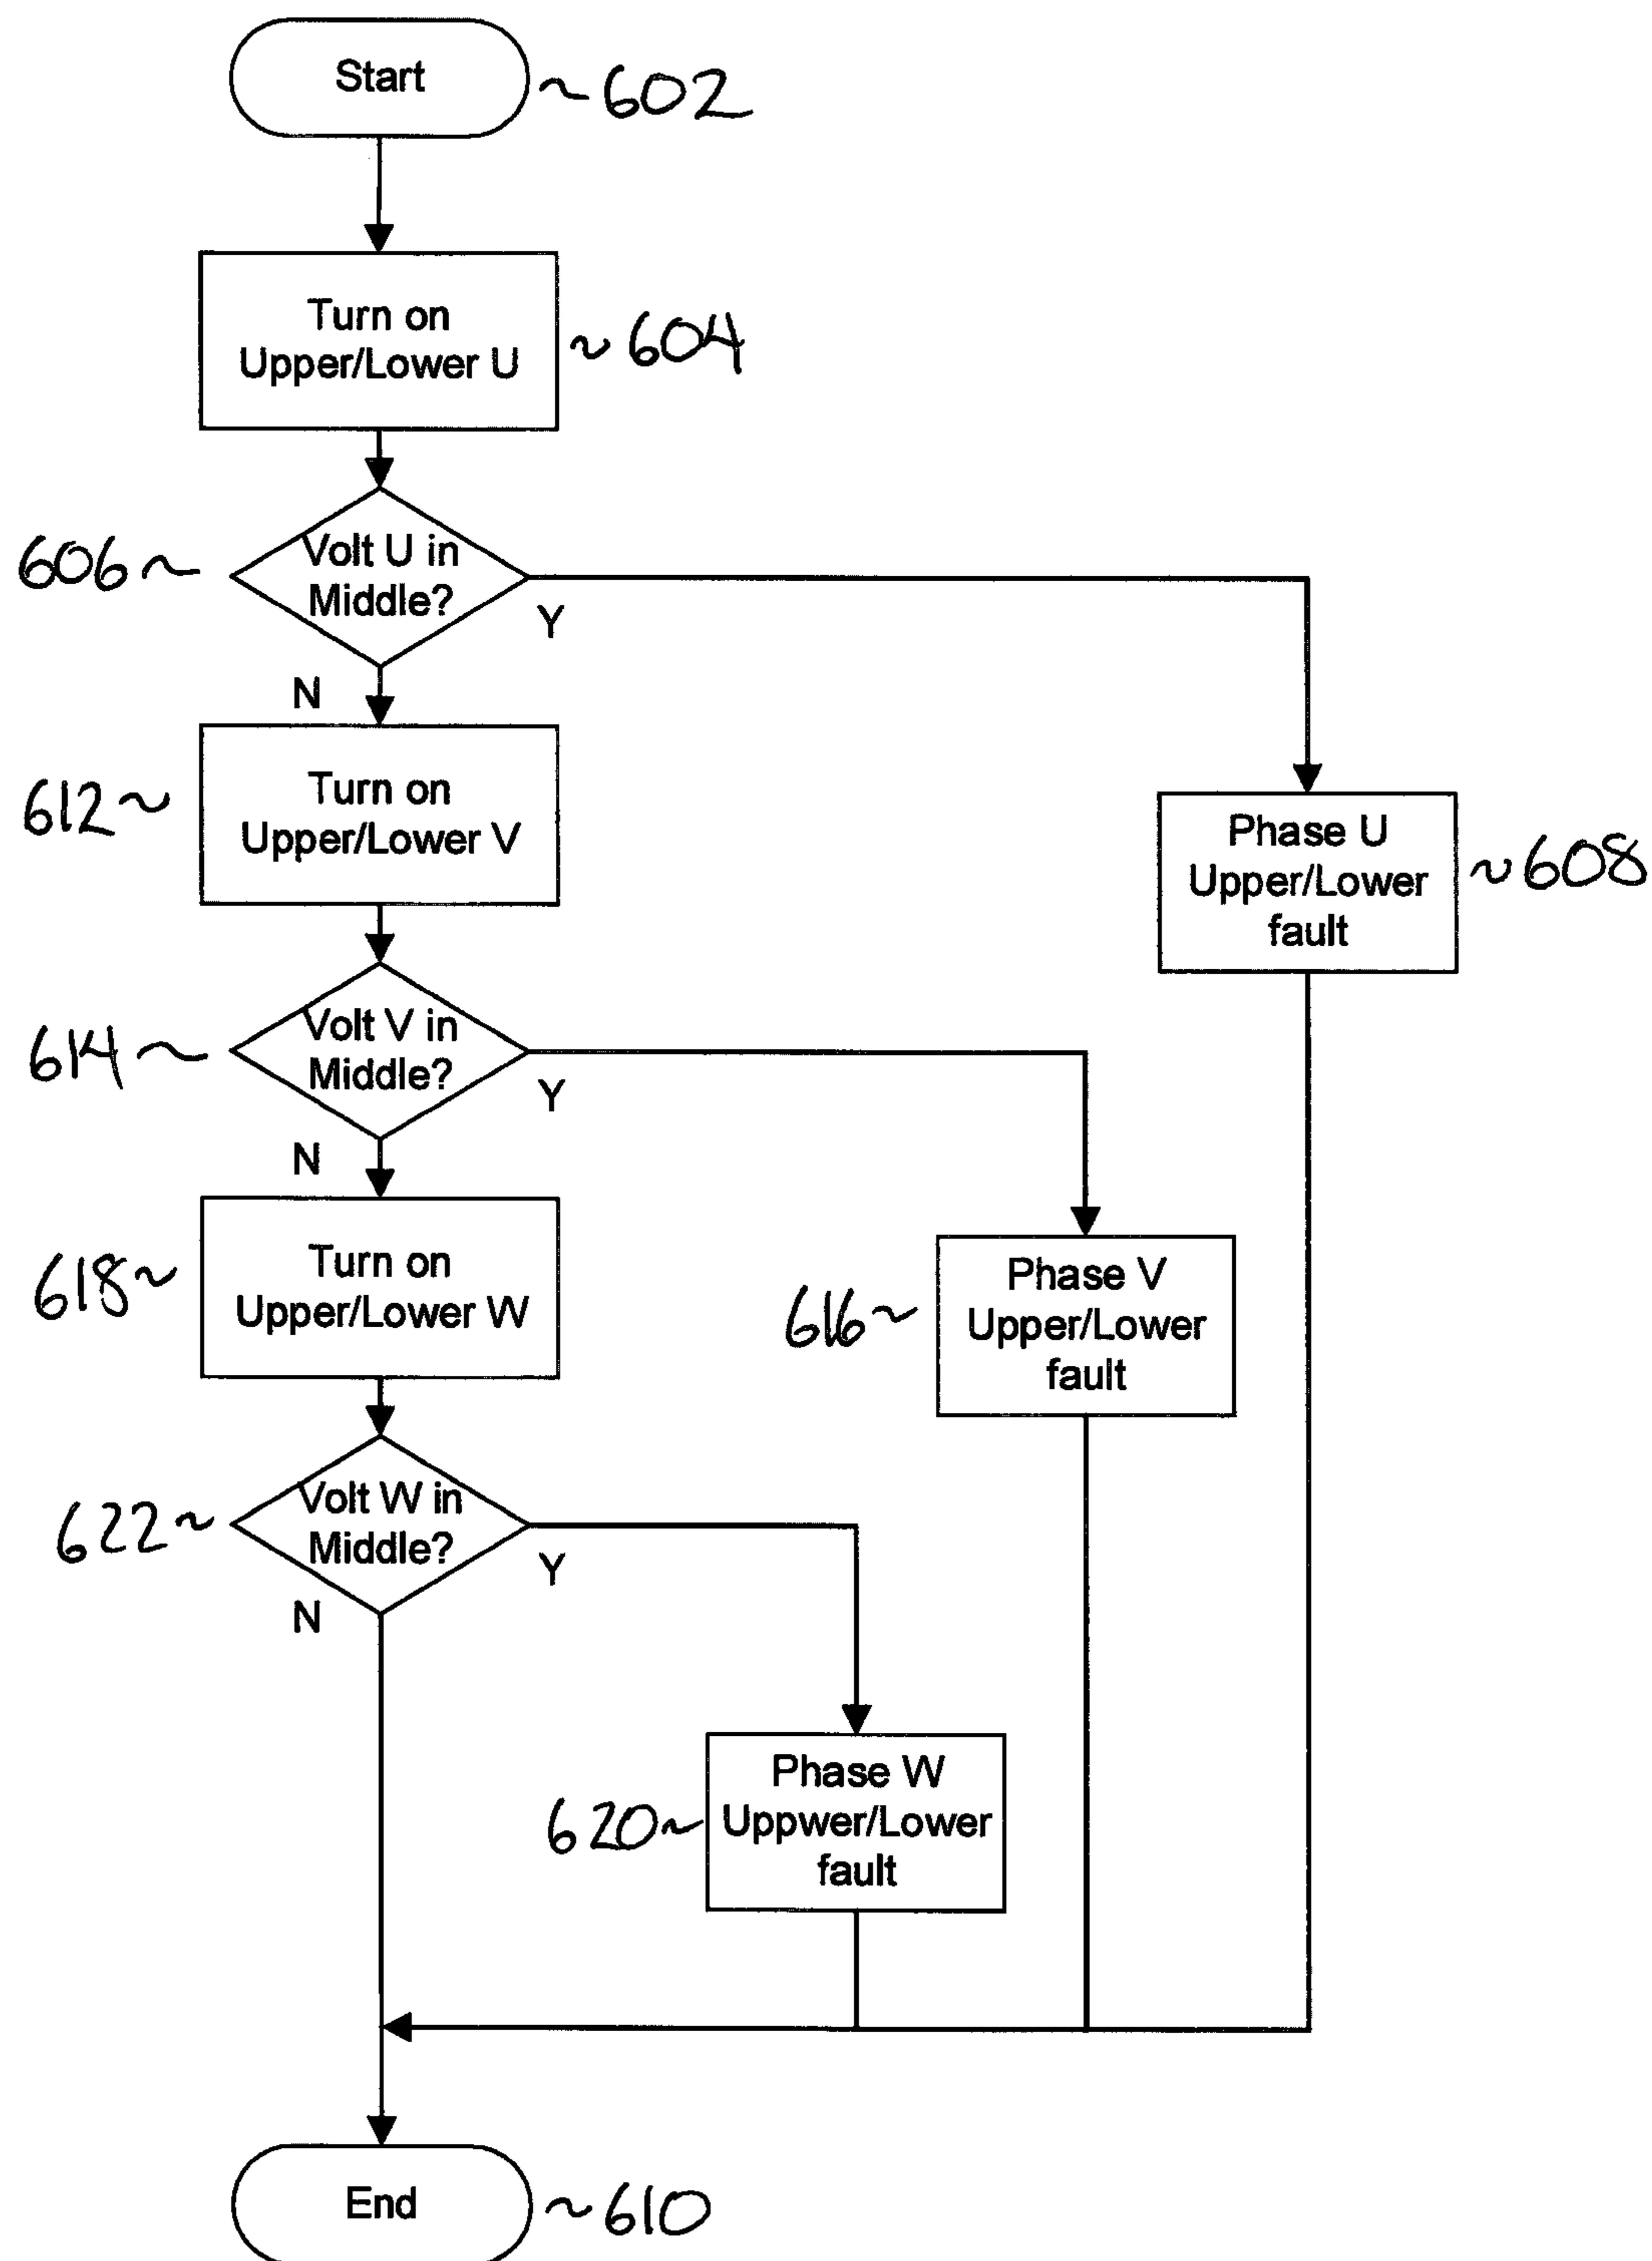 Start
~602
Turn on
Upper/Lower U
~604
606~
Volt U in
Middle?
Y
N
612~
Turn on
Upper/Lower V
Phase U
Upper/Lower
fault
~608
614~
Volt V in
Middle?
Y
N
618~
Turn on
Upper/Lower W
616~
Phase V
Upper/Lower
fault
622~
Volt W in
Middle?
Y
N
620~
Phase W
Uppwer/Lower
fault
End
~610